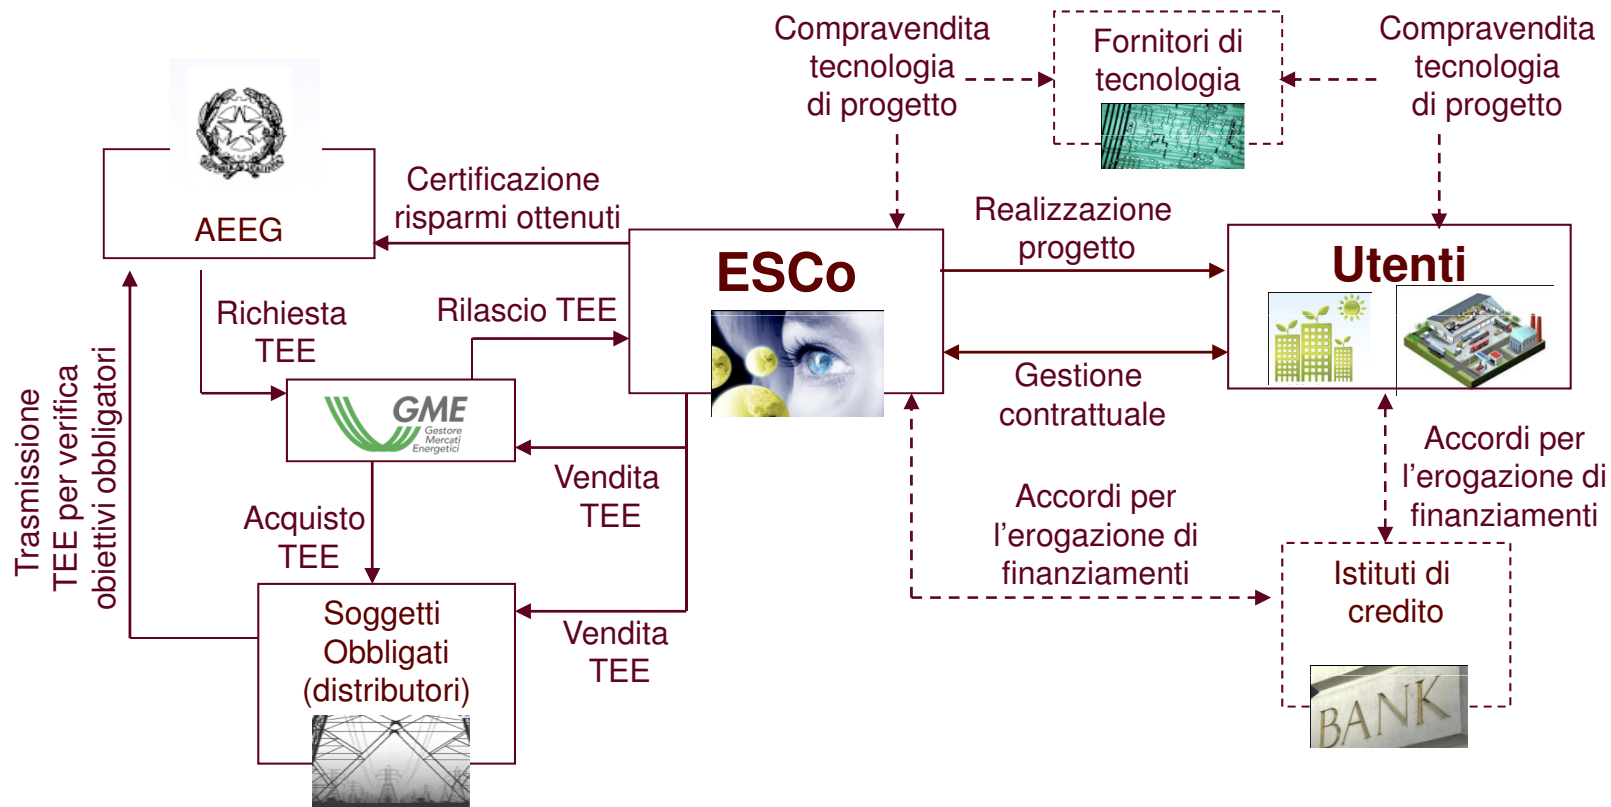 Compravendita
tecnologia
di progetto
Fornitori di
tecnologia
Compravendita
tecnologia
di progetto
AEEG
Certificazione
risparmi ottenuti
Realizzazione
progetto
ESCo
Utenti
Richiesta
TEE
Rilascio TEE
GME
Gestore
Mercati
Energetici
Gestione
contrattuale
Trasmissione
TEE per verifica
obiettivi obbligatori
Vendita
TEE
Acquisto
TEE
Accordi per
l’erogazione di
finanziamenti
Accordi per
l’erogazione di
finanziamenti
Soggetti
Obbligati
(distributori)
Vendita
TEE
Istituti di
credito
BANK